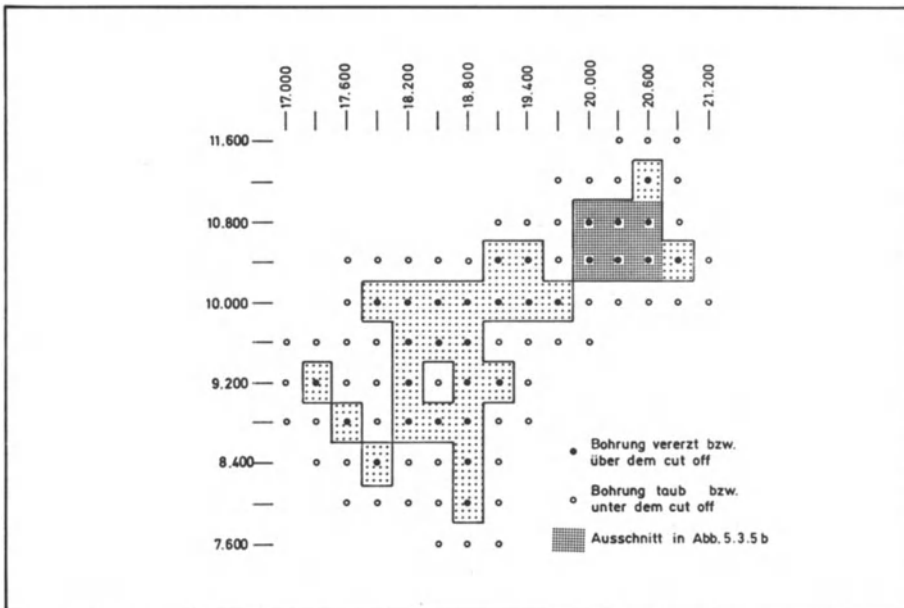 17.000
17.600
18.200
18.800
19.400
20.000
20.600
21.200
11.600
10.800
10.000
9.200
8.400
7.600
Bohrung vererzt bzw.
über dem cut off
Bohrung taub bzw.
unter dem cut off
Ausschnitt in Abb. 5.3.5 b